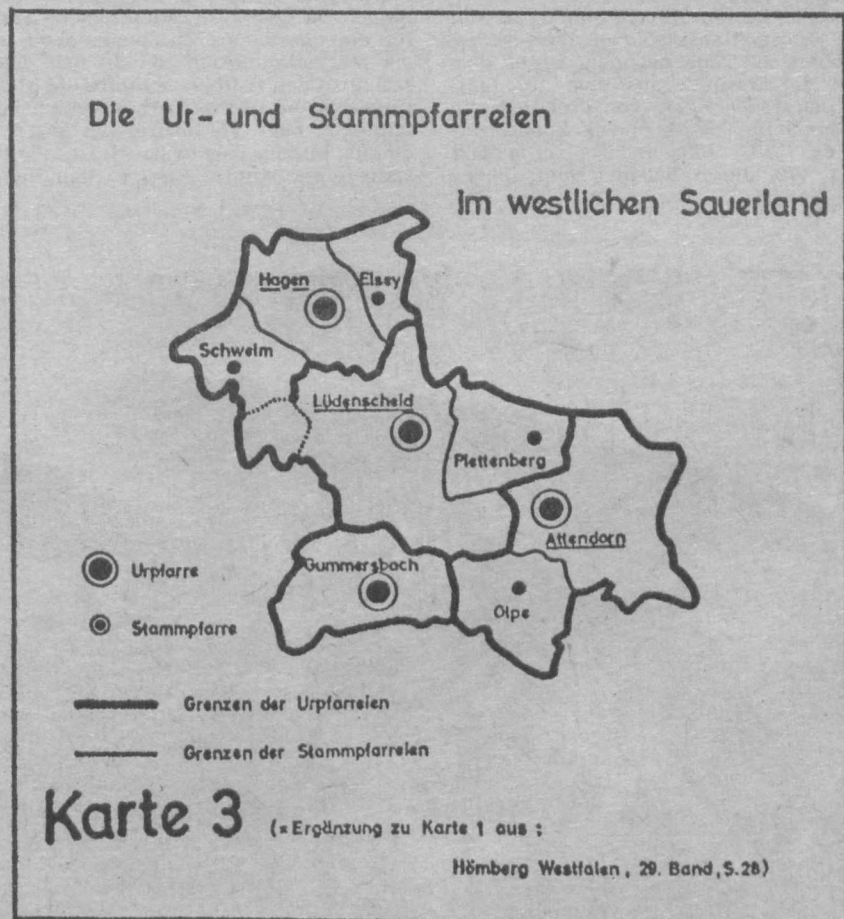 Die Ur- und Stammpfarreien
im westlichen Sauerland
Hagen
Elsey
Schwelm
Lüdenscheid
Plettenberg
Attendorn
Gummersbach
Olpe
Urpfarre
Stammpfarre
Grenzen der Urpfarreien
Grenzen der Stammpfarreien
Karte 3 (=Ergänzung zu Karte 1 aus :
Hömberg Westfalen, 29. Band, S.28)